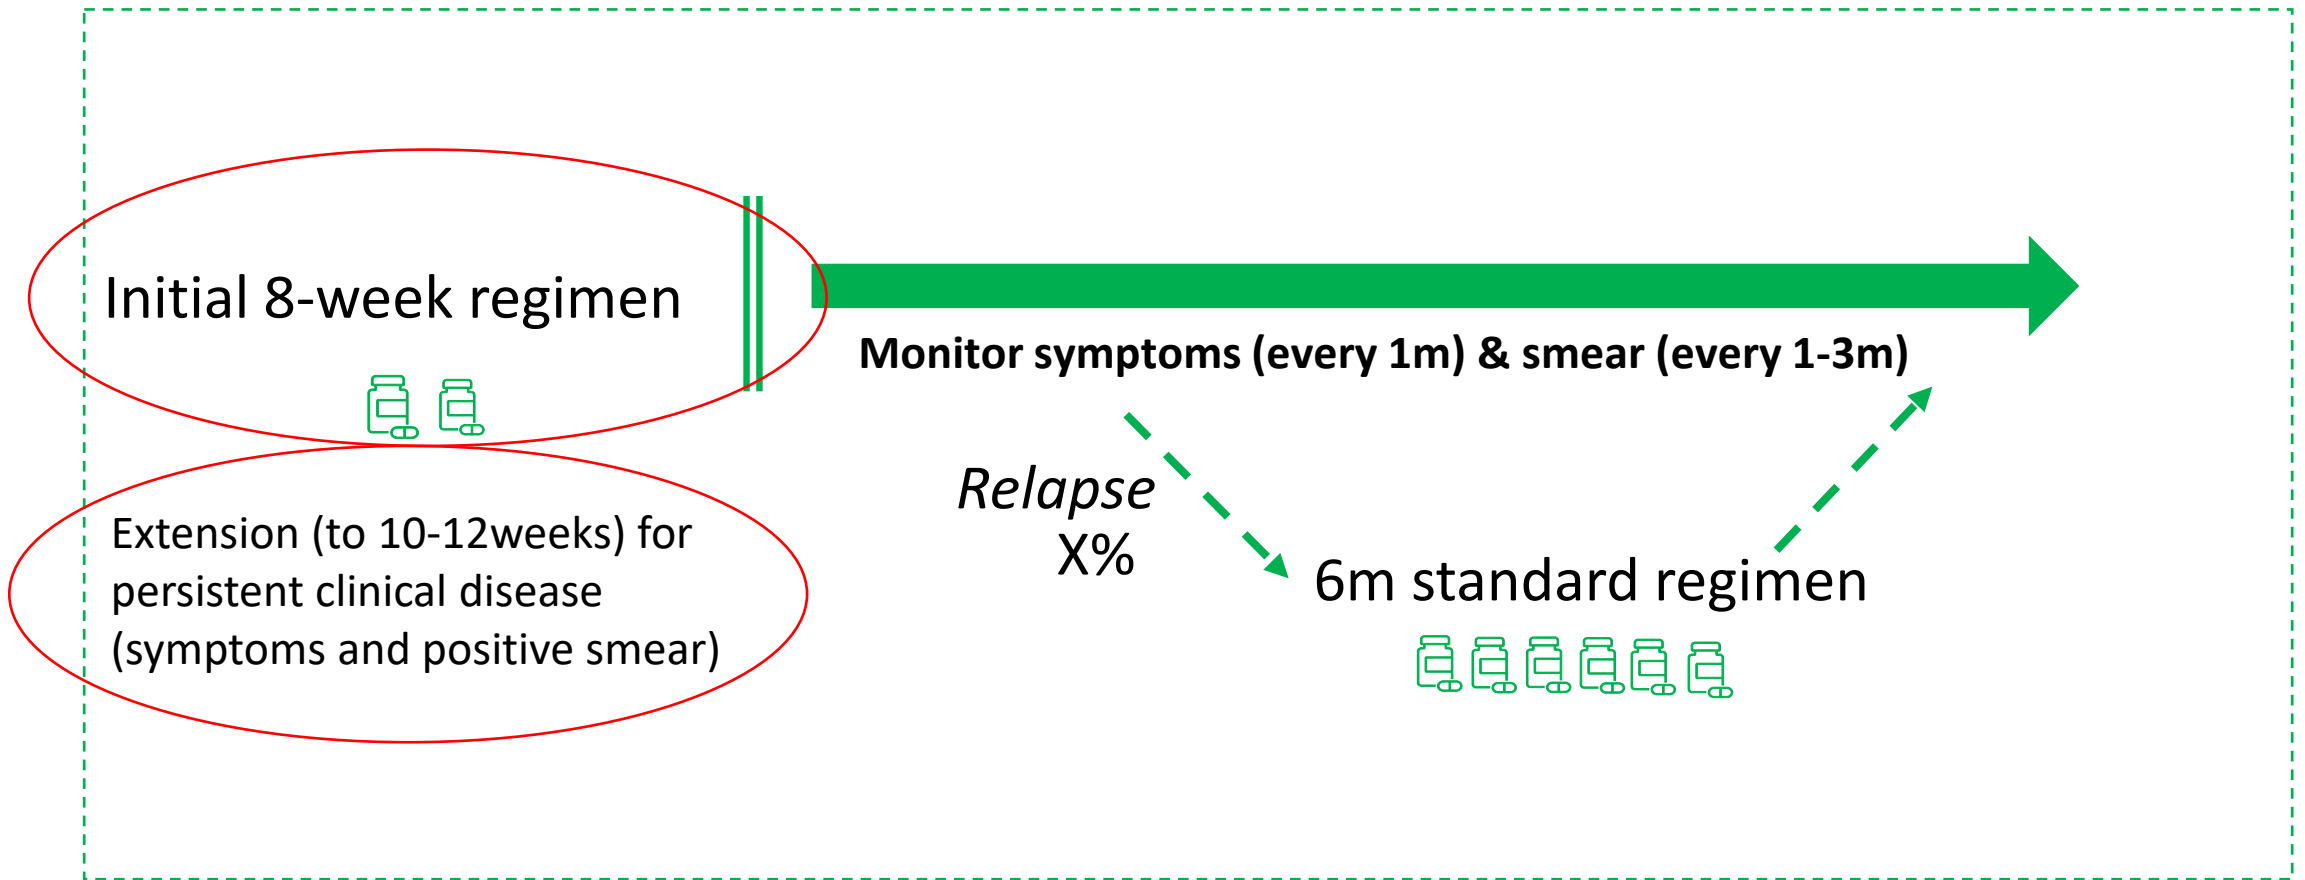 Initial 8-week regimen
Monitor symptoms (every 1m) & smear (every 1-3m)
Relapse
X%
Extension (to 10-12weeks) for
persistent clinical disease
(symptoms and positive smear)
6m standard regimen